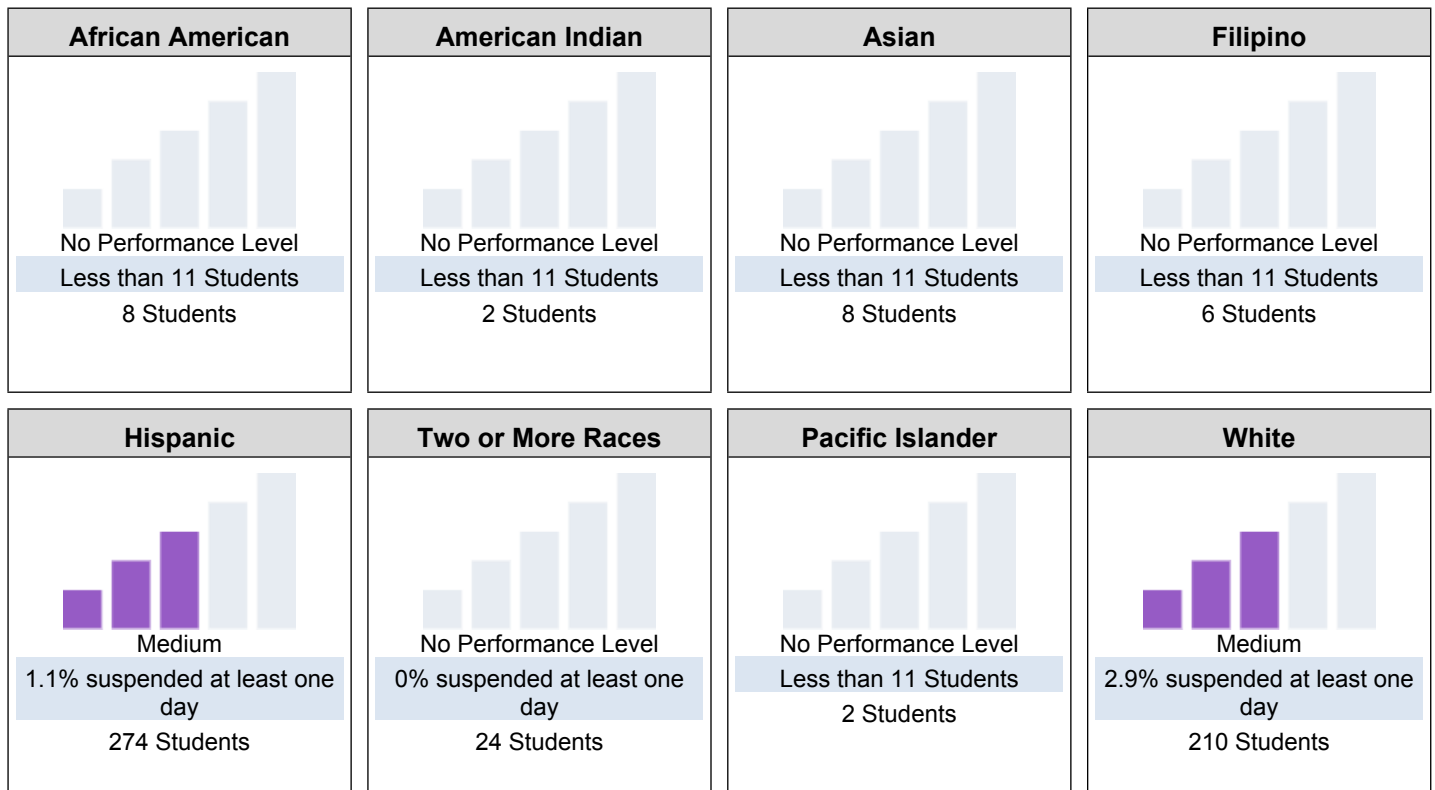 African American
No Performance Level
Less than 11 Students
8 Students
American Indian
No Performance Level
Less than 11 Students
2 Students
Asian
No Performance Level
Less than 11 Students
8 Students
Filipino
No Performance Level
Less than 11 Students
6 Students
Hispanic
Medium
1.1% suspended at least one
day
274 Students
Two or More Races
No Performance Level
0% suspended at least one
day
24 Students
Pacific Islander
No Performance Level
Less than 11 Students
2 Students
White
Medium
2.9% suspended at least one
day
210 Students